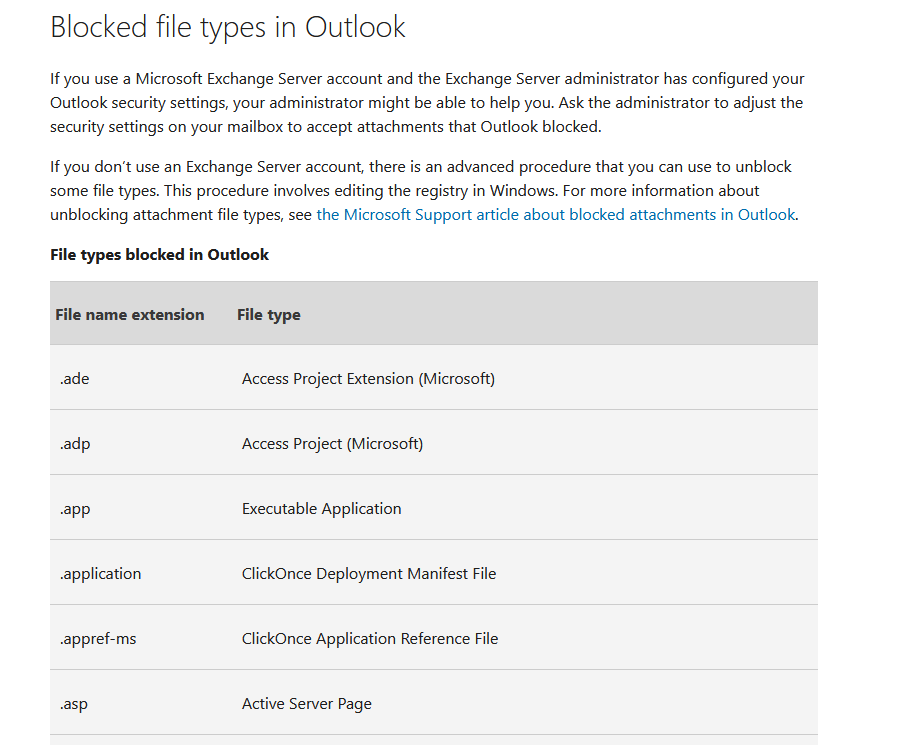 Blocked file types in Outlook
If you use a Microsoft Exchange Server account and the Exchange Server administrator has configured your
Outlook security settings, your administrator might be able to help you. Ask the administrator to adjust the
security settings on your mailbox to accept attachments that Outlook blocked.
If you don’t use an Exchange Server account, there is an advanced procedure that you can use to unblock
some file types. This procedure involves editing the registry in Windows. For more information about
unblocking attachment file types, see the Microsoft Support article about blocked attachments in Outlook.
File types blocked in Outlook
File name extension File type
.ade Access Project Extension (Microsoft)
.adp Access Project (Microsoft)
.app Executable Application
.application ClickOnce Deployment Manifest File
.appref-ms ClickOnce Application Reference File
.asp Active Server Page